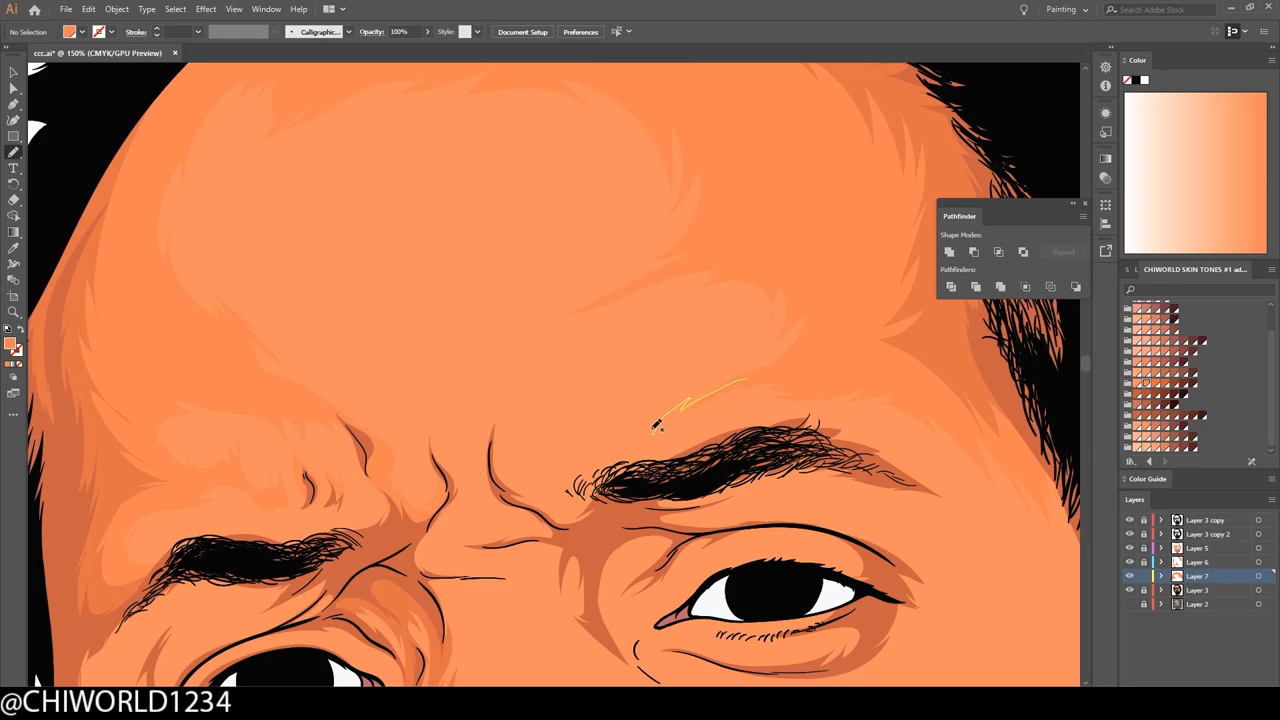 Ai File Edit Object Type Select Effect View Window Help Painting Search Adobe Stock
No Selection Stroke: Calligraphic... Opacity: 100% Style: Document Setup Preferences
ccc.ai* @ 150% (CMYK/GPU Preview)
Color
Pathfinder
Shape Modes:
Expand
Pathfinders:
S L CHIWORLD SKIN TONES #1 ad...
Color Guide
Layers
Layer 3 copy
Layer 3 copy 2
Layer 5
Layer 6
Layer 7
Layer 3
Layer 2
@CHIWORLD1234